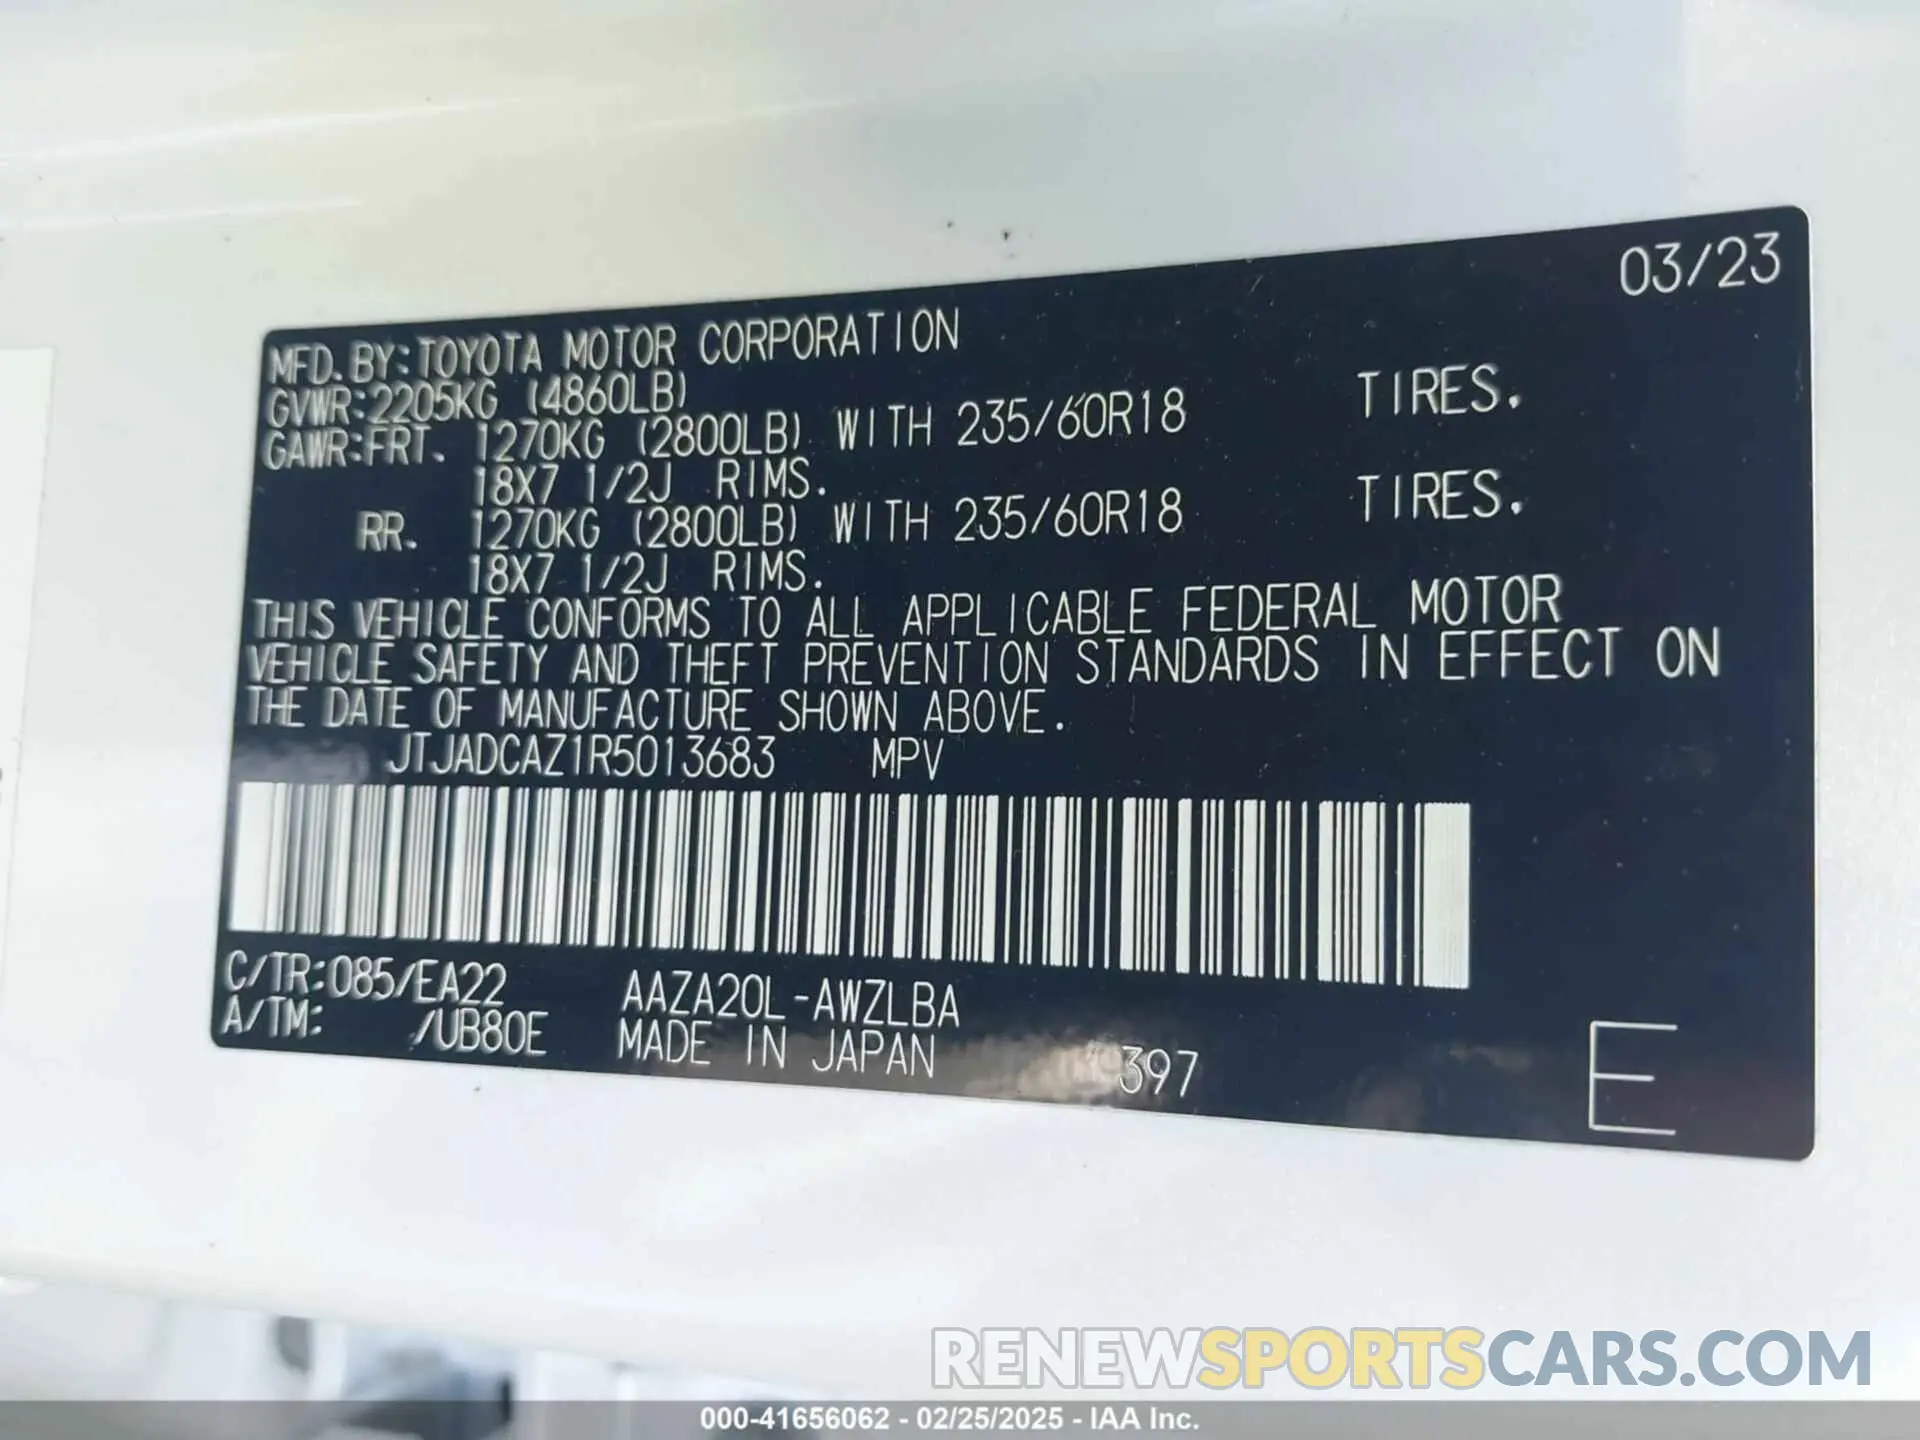 03/23
MFD.BY:TOYOTA MOTOR CORPORATION
GVWR:2205KG (4860LB)
GAWR:FRT. 1270KG (2800LB) WITH 235/60R18 TIRES.
18X7 1/2J RIMS.
RR. 1270KG (2800LB) WITH 235/60R18 TIRES.
18X7 1/2J RIMS.
THIS VEHICLE CONFORMS TO ALL APPLICABLE FEDERAL MOTOR
VEHICLE SAFETY AND THEFT PREVENTION STANDARDS IN EFFECT ON
THE DATE OF MANUFACTURE SHOWN ABOVE.
JTJADCAZ1R5013683 MPV
C/TR:085/EA22 AAZA20L-AWZLBA
A/TM: /UB80E MADE IN JAPAN 397
E
RENEWSPORTSCARS.COM
000-41656062 - 02/25/2025 - IAA Inc.